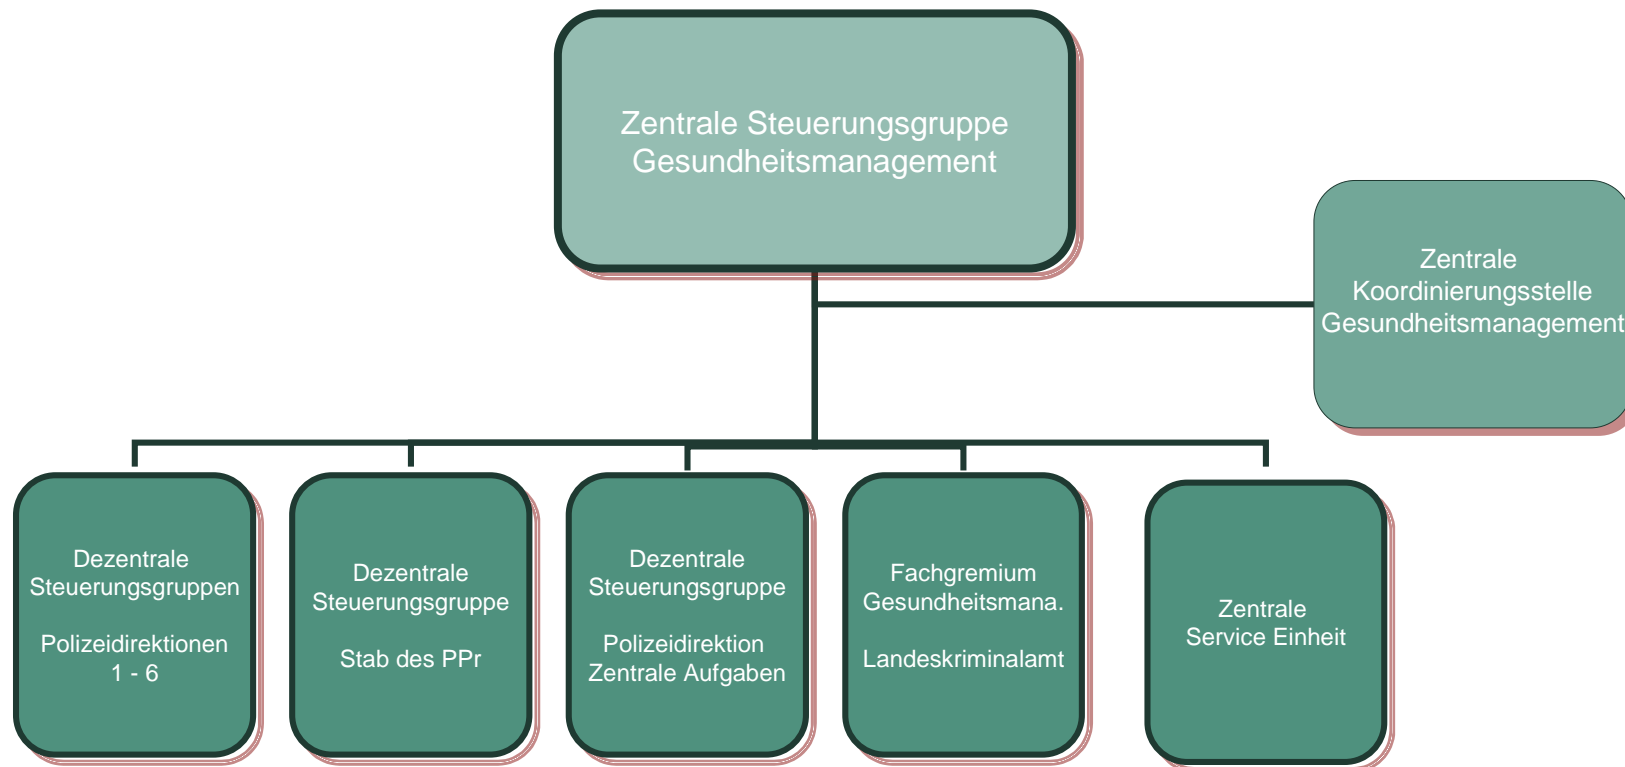 Zentrale Steuerungsgruppe
Gesundheitsmanagement
Zentrale
Koordinierungsstelle
Gesundheitsmanagement
Dezentrale
Steuerungsgruppen
Polizeidirektionen
1 - 6
Dezentrale
Steuerungsgruppe
Stab des PPr
Dezentrale
Steuerungsgruppe
Polizeidirektion
Zentrale Aufgaben
Fachgremium
Gesundheitsmana.
Landeskriminalamt
Zentrale
Service Einheit